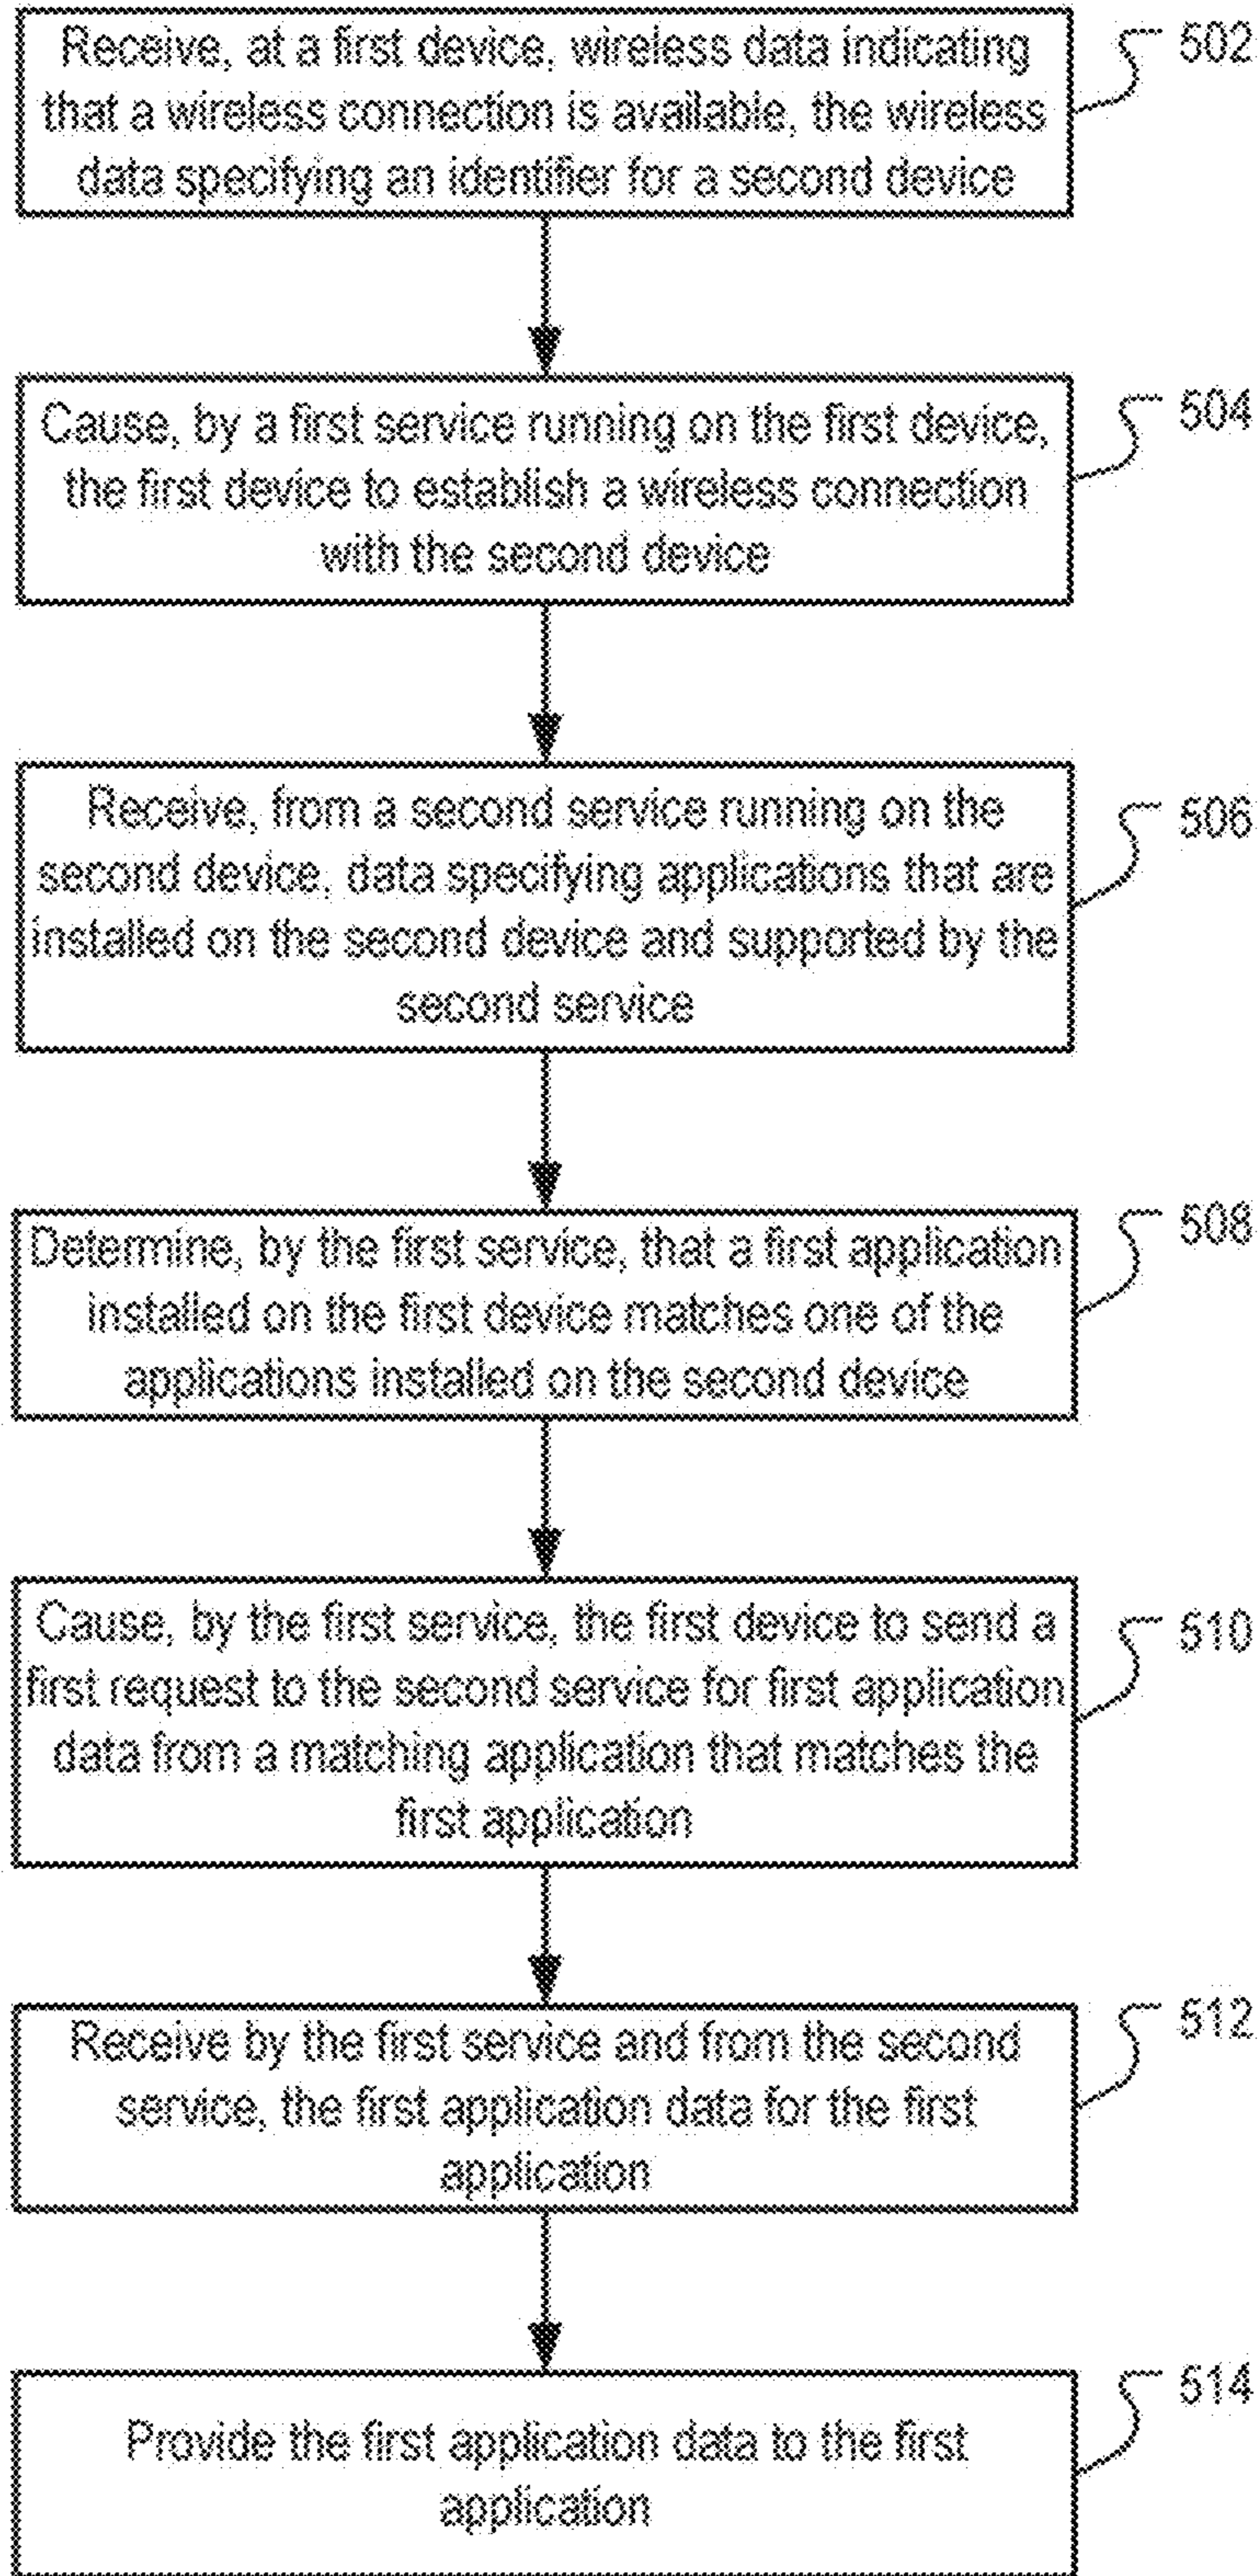 Receive, at a first device, wireless data indicating
that a wireless connection is available, the wireless
data specifying an identifier for a second device
502
Cause, by a first service running on the first device,
the first device to establish a wireless connection
with the second device
504
Receive, from a second service running on the
second device, data specifying applications that are
installed on the second device and supported by the
second service
506
Determine, by the first service, that a first application
installed on the first device matches one of the
applications installed on the second device
508
Cause, by the first service, the first device to send a
first request to the second service for first application
data from a matching application that matches the
first application
510
Receive by the first service and from the second
service, the first application data for the first
application
512
Provide the first application data to the first
application
514